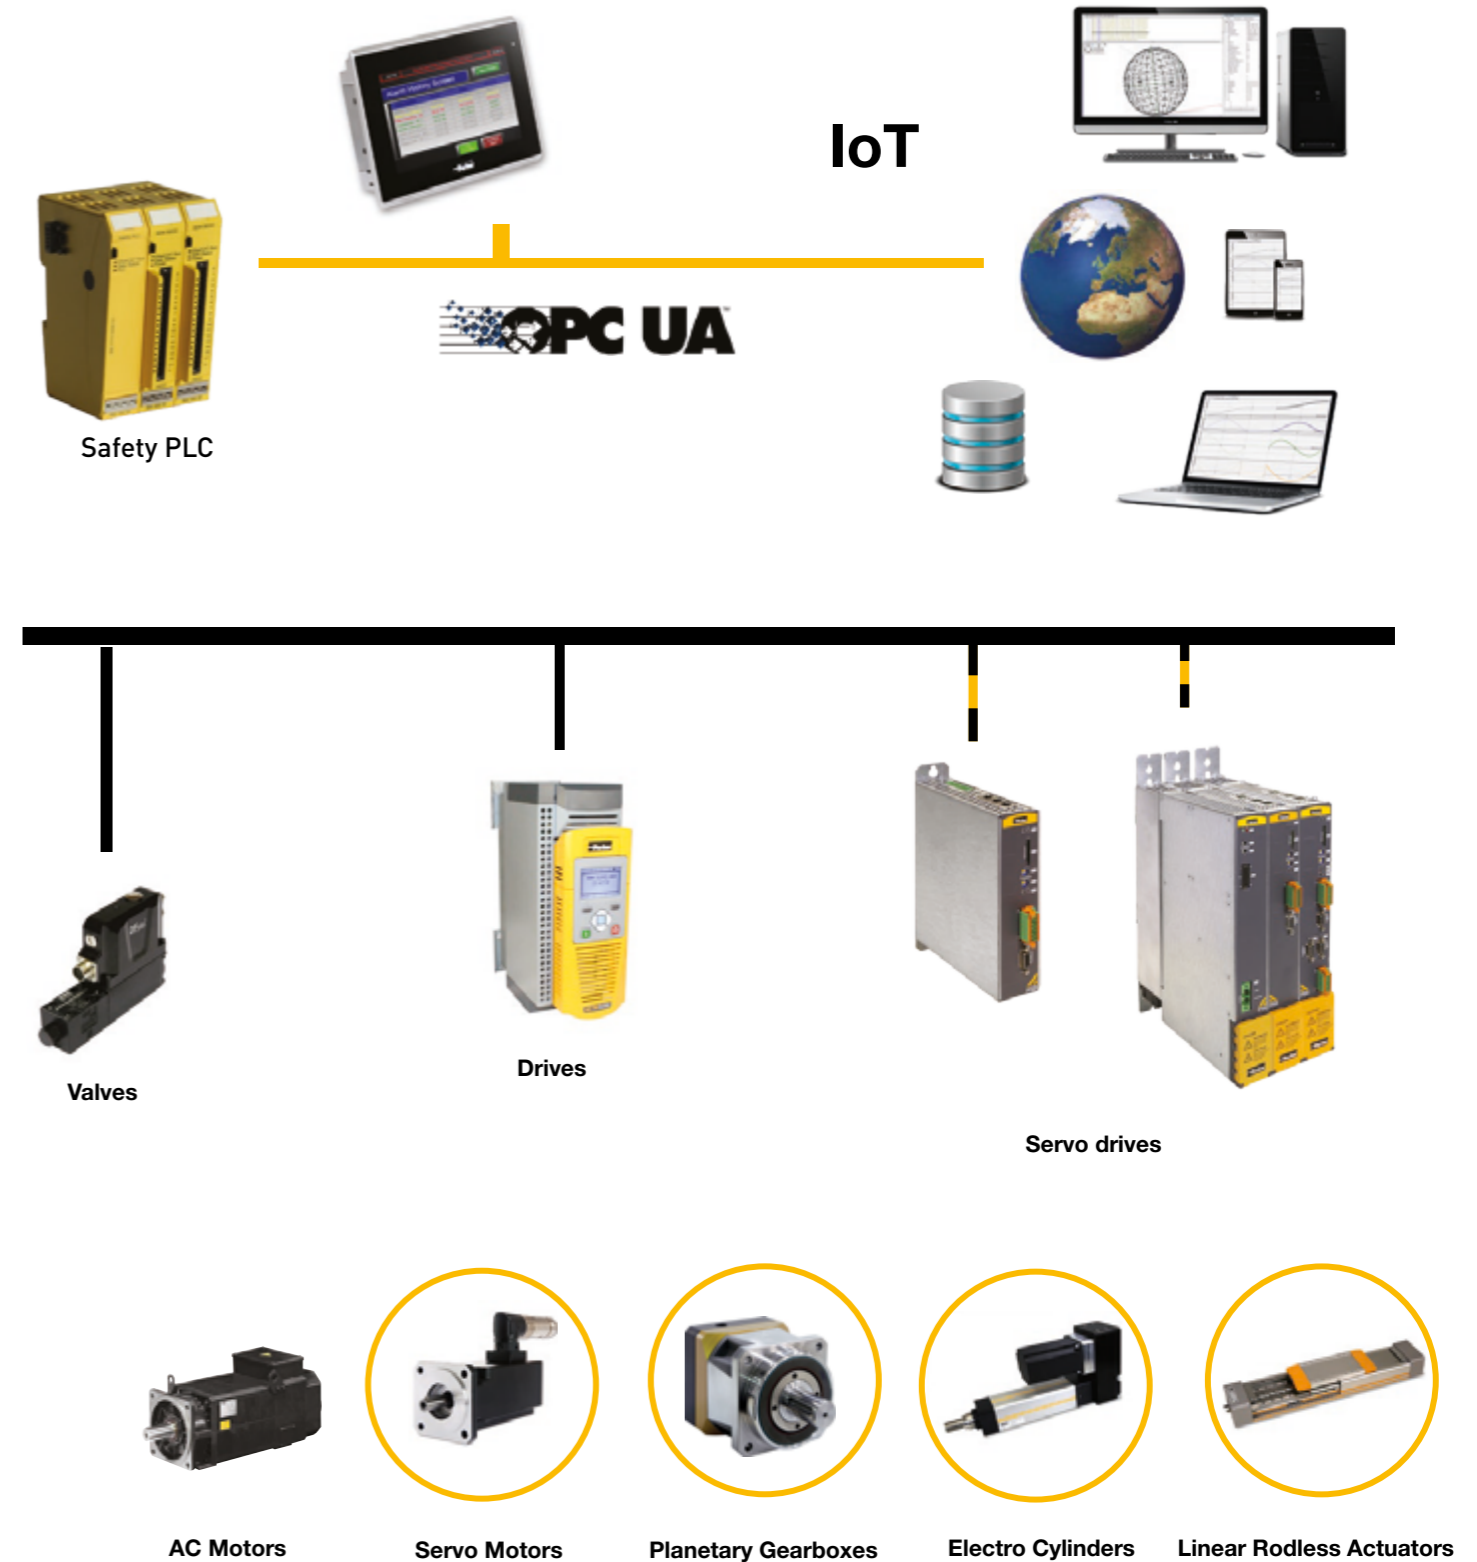 IoT
OPC UA
Safety PLC
Valves
Drives
Servo drives
AC Motors
Servo Motors
Planetary Gearboxes
Electro Cylinders
Linear Rodless Actuators